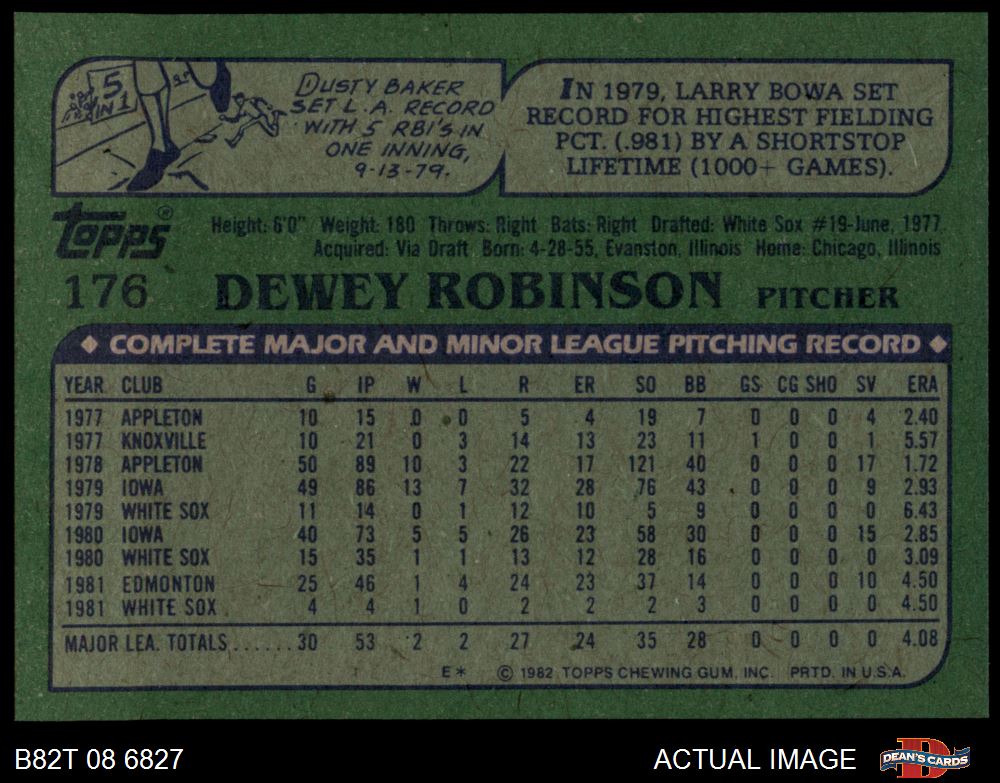 5
IN 1
DUSTY BAKER
SET L.A. RECORD
WITH 5 RBI'S IN
ONE INNING,
9-13-79.
IN 1979, LARRY BOWA SET
RECORD FOR HIGHEST FIELDING
PCT. (.981) BY A SHORTSTOP
LIFETIME (1000+ GAMES).
TOPPS®
Height: 6'0" Weight: 180 Throws: Right Bats: Right Drafted: White Sox #19-June, 1977
Acquired: Via Draft Born: 4-28-55, Evanston, Illinois Home: Chicago, Illinois
176 DEWEY ROBINSON PITCHER
◆ COMPLETE MAJOR AND MINOR LEAGUE PITCHING RECORD ◆
YEAR CLUB G IP W L R ER SO BB GS CG SHO SV ERA
1977 APPLETON 10 15 0 0 5 4 19 7 0 0 0 4 2.40
1977 KNOXVILLE 10 21 0 3 14 13 23 11 1 0 0 1 5.57
1978 APPLETON 50 89 10 3 22 17 121 40 0 0 0 17 1.72
1979 IOWA 49 86 13 7 32 28 76 43 0 0 0 9 2.93
1979 WHITE SOX 11 14 0 1 12 10 5 9 0 0 0 0 6.43
1980 IOWA 40 73 5 5 26 23 58 30 0 0 0 15 2.85
1980 WHITE SOX 15 35 1 1 13 12 28 16 0 0 0 0 3.09
1981 EDMONTON 25 46 1 4 24 23 37 14 0 0 0 10 4.50
1981 WHITE SOX 4 4 1 0 2 2 2 3 0 0 0 0 4.50
MAJOR LEA. TOTALS......30 53 2 2 27 24 35 28 0 0 0 0 4.08
E* © 1982 TOPPS CHEWING GUM, INC. PRTD. IN U.S.A.
B82T 08 6827
ACTUAL IMAGE
DEAN'S CARDS